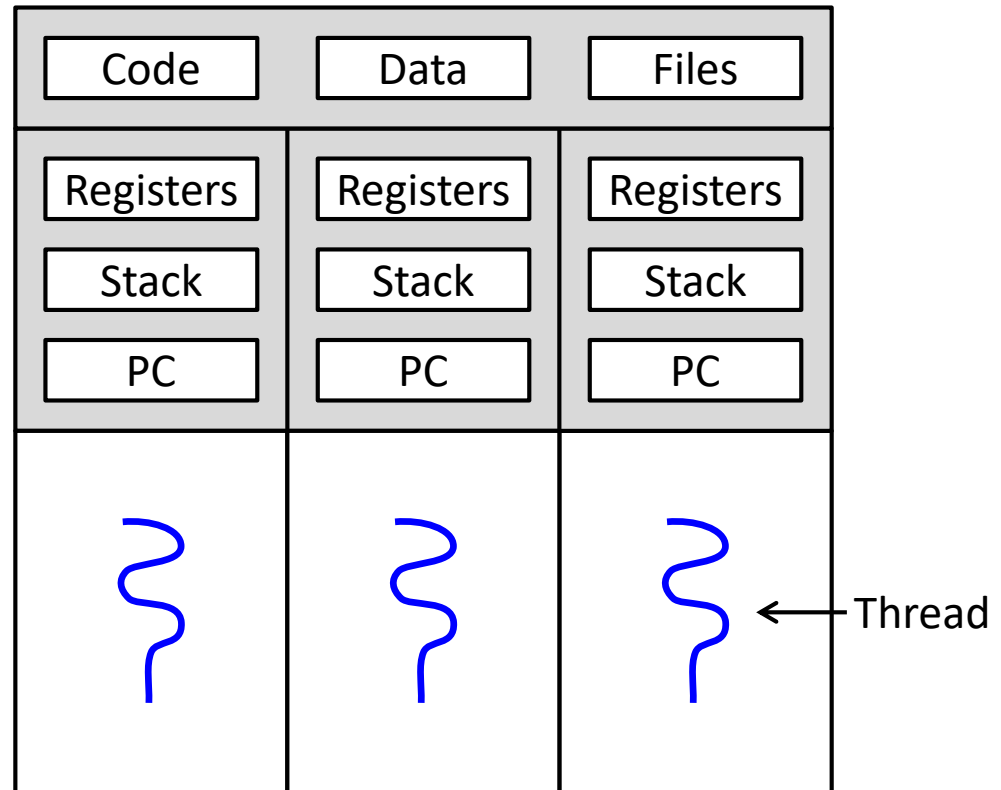 Code Data Files
Registers Registers Registers
Stack Stack Stack
PC PC PC
Thread